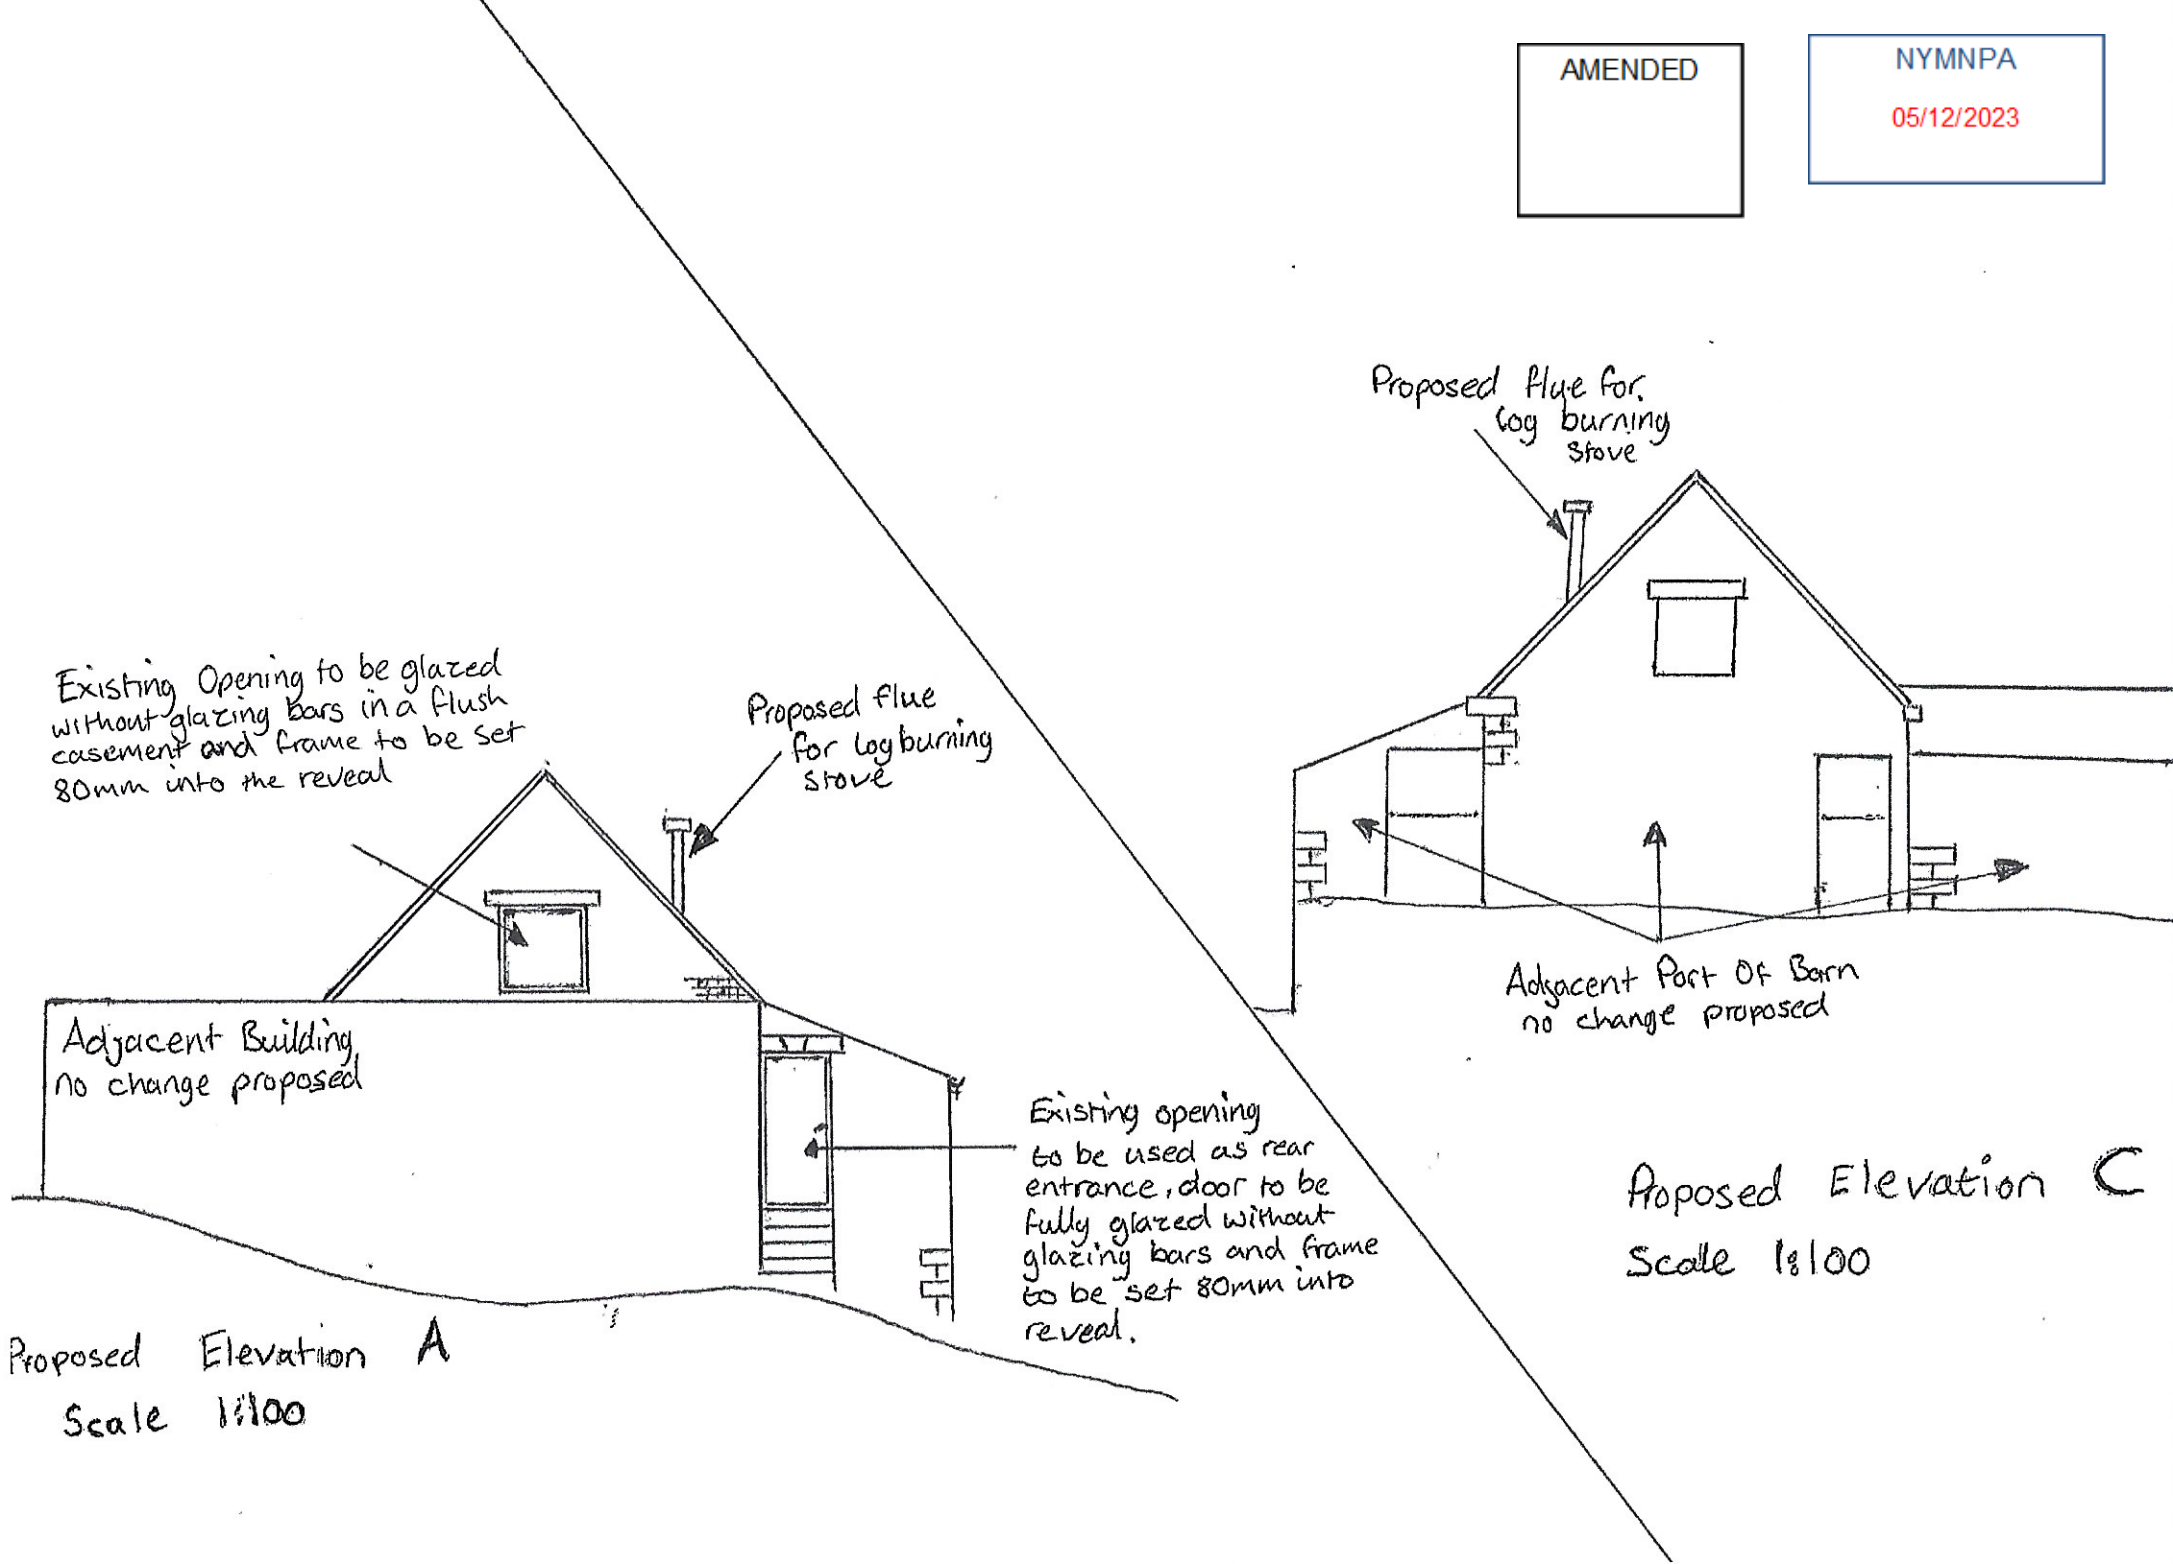 AMENDED
NYMNPA
05/12/2023
Proposed flue for
log burning
stove
Existing Opening to be glazed
without glazing bars in a flush
casement and frame to be set
80mm into the reveal
Proposed flue
for log burning
stove
Adjacent Building
no change proposed
Existing opening
to be used as rear
entrance, door to be
fully glazed without
glazing bars and frame
to be set 80mm into
reveal.
Adjacent Part Of Barn
no change proposed
Proposed Elevation C
Scale 1:100
Proposed Elevation A
Scale 1:100